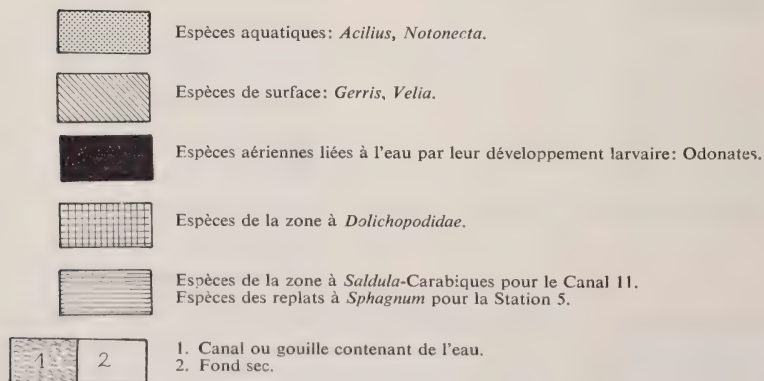 Espèces aquatiques: Acilius, Notonecta.
Espèces de surface: Gerris, Velia.
Espèces aériennes liées à l'eau par leur développement larvaire: Odonates.
Espèces de la zone à Dolichopodidae.
Espèces de la zone à Saldula-Carabiques pour le Canal 11.
Espèces des replats à Sphagnum pour la Station 5.
1 2
1. Canal ou gouille contenant de l'eau.
2. Fond sec.